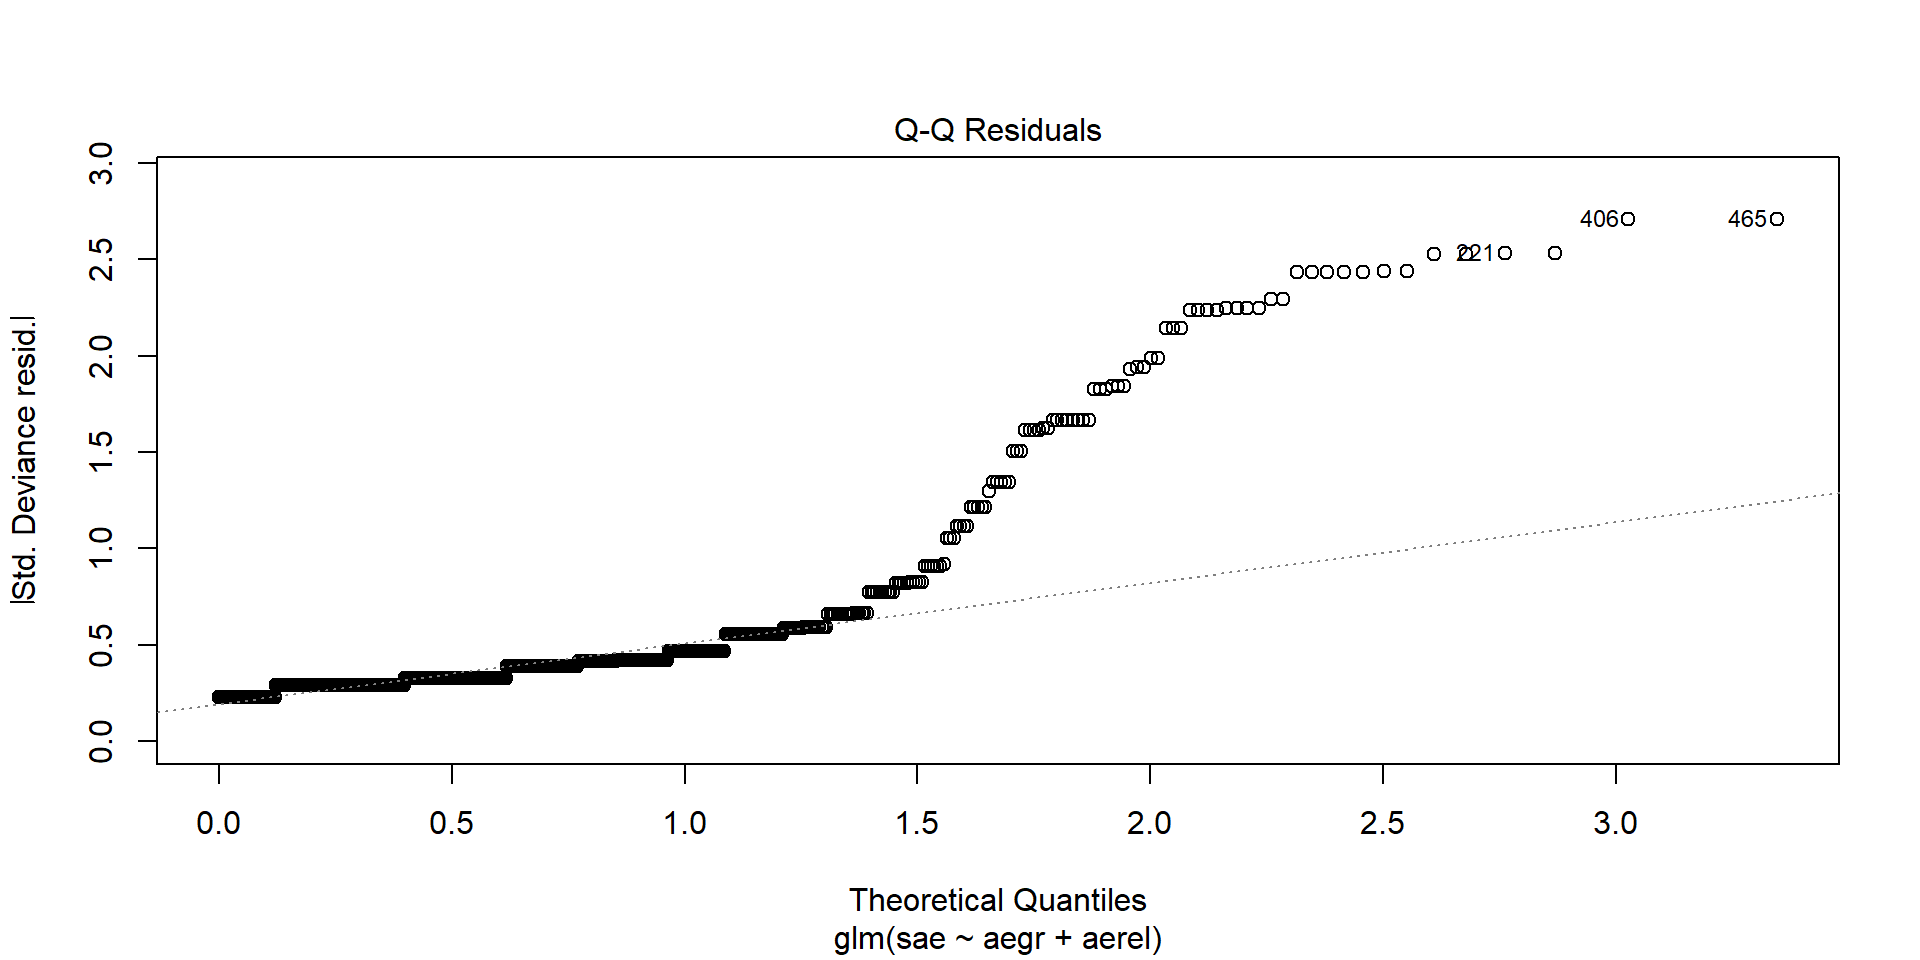 Q-Q Residuals
|Std. Deviance resid.|
3.0
2.5
2.0
1.5
1.0
0.5
0.0
406
465
221
0.0 0.5 1.0 1.5 2.0 2.5 3.0
Theoretical Quantiles
glm(sae ~ aegr + aerel)